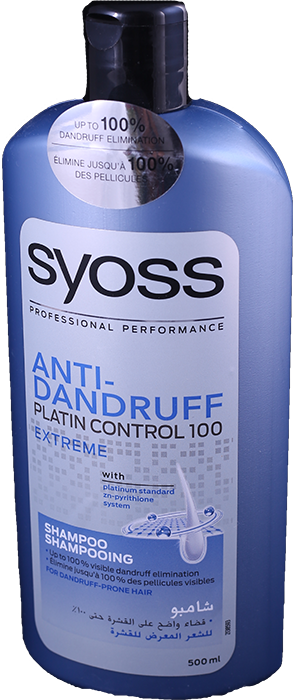 UP TO 100%
DANDRUFF ELIMINATION
ÉLIMINE JUSQU'À 100%
DES PELLICULES
syoss
PROFESSIONAL PERFORMANCE
ANTI-
DANDRUFF
PLATIN CONTROL 100
EXTREME
with
platinum standard
zn-pyrithione
system
SHAMPOO
SHAMPOOING
• Up to 100% visible dandruff elimination
• Élimine jusqu'à 100% des pellicules visibles
FOR DANDRUFF-PRONE HAIR
شامبو
• قضاء واضح على القشرة حتى ١٠٠٪
للشعر المعرض للقشرة
500 ml